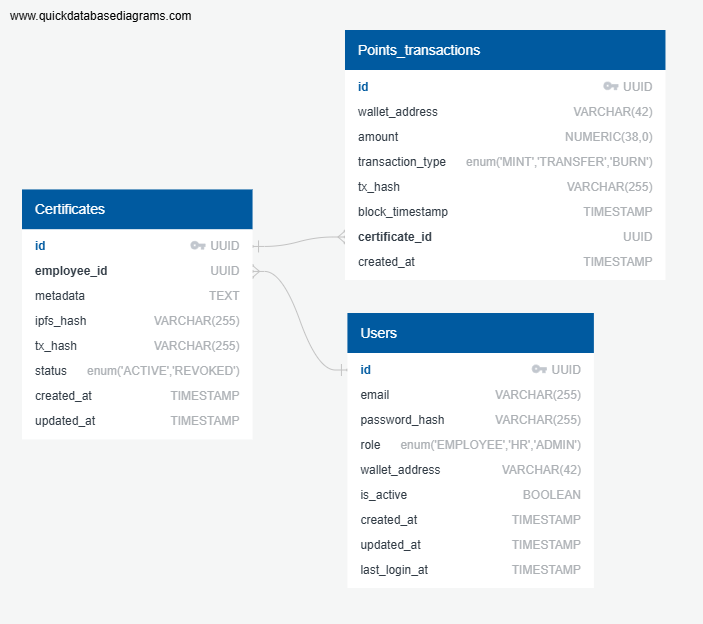 www.quickdatabasediagrams.com
Points_transactions
id UUID
wallet_address VARCHAR(42)
amount NUMERIC(38,0)
transaction_type enum('MINT','TRANSFER','BURN')
tx_hash VARCHAR(255)
block_timestamp TIMESTAMP
certificate_id UUID
created_at TIMESTAMP
Certificates
id UUID
employee_id UUID
metadata TEXT
ipfs_hash VARCHAR(255)
tx_hash VARCHAR(255)
status enum('ACTIVE','REVOKED')
created_at TIMESTAMP
updated_at TIMESTAMP
Users
id UUID
email VARCHAR(255)
password_hash VARCHAR(255)
role enum('EMPLOYEE','HR','ADMIN')
wallet_address VARCHAR(42)
is_active BOOLEAN
created_at TIMESTAMP
updated_at TIMESTAMP
last_login_at TIMESTAMP